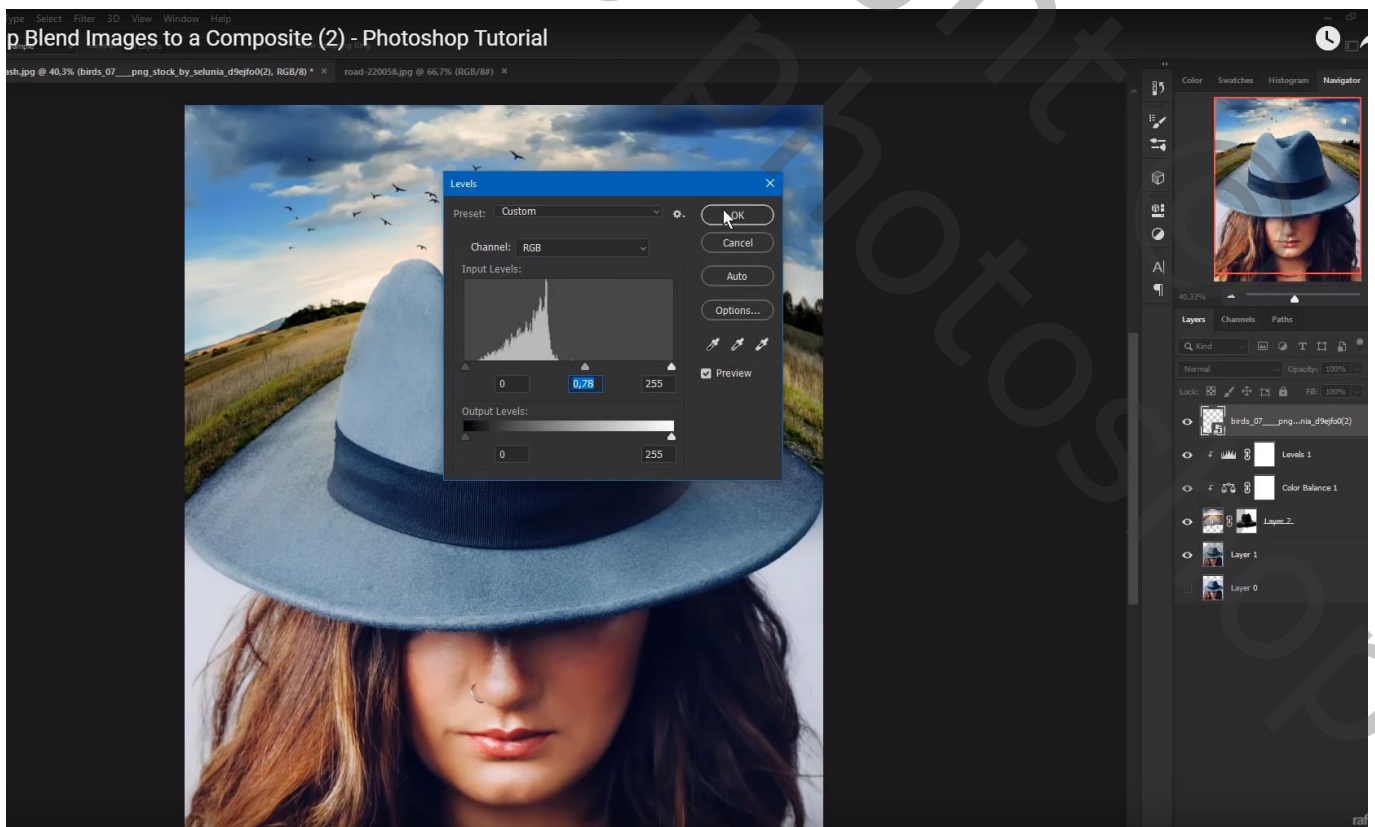 ype Select Filter 3D View Window Help
p Blend Images to a Composite (2) - Photoshop Tutorial
ash.jpg @ 40,3% (birds_07___png_stock_by_selunia_d9ejfo0(2), RGB/8) * ×
road-220058.jpg @ 66,7% (RGB/8#) ×
Color Swatches Histogram Navigator
Levels
Preset: Custom
OK
Channel: RGB
Cancel
Input Levels:
Auto
Options...
Preview
0 0,78 255
Output Levels:
0 255
40,33%
Layers Channels Paths
Kind
Normal Opacity: 100%
Lock: Fill: 100%
birds_07___png...nia_d9ejfo0(2)
Levels 1
Color Balance 1
Layer 2
Layer 1
Layer 0
raf
photoshop